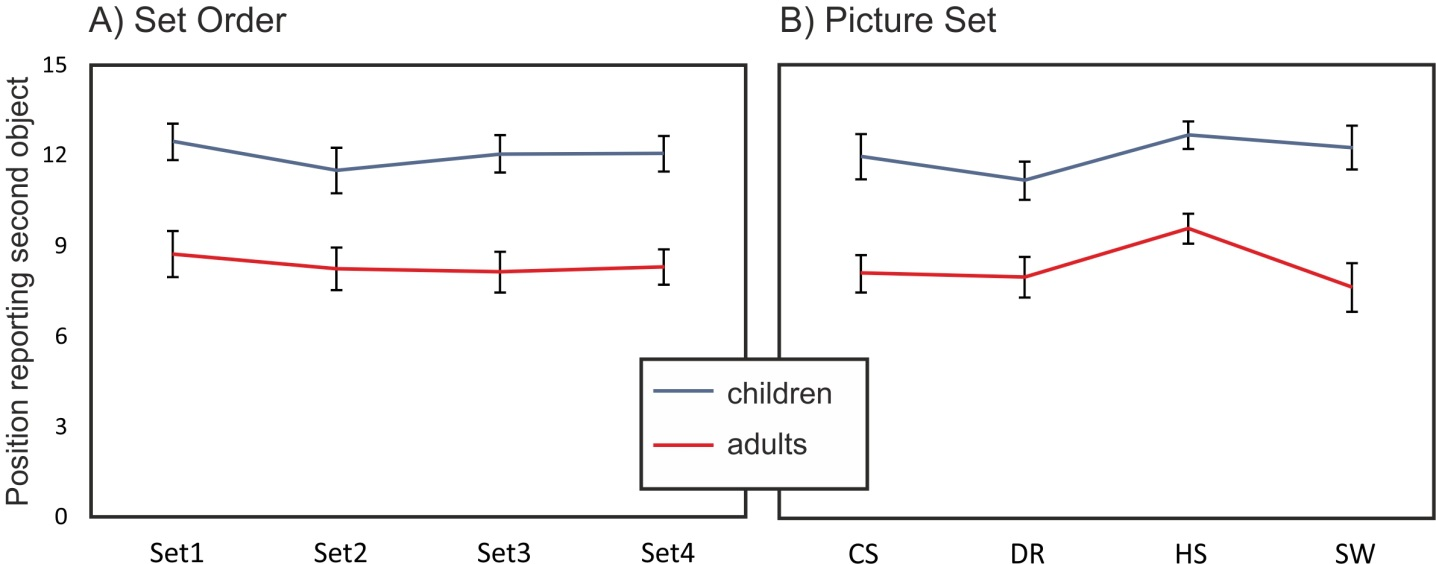 A) Set Order
B) Picture Set
Position reporting second object
15
12
9
6
3
0
children
adults
Set1 Set2 Set3 Set4
CS DR HS SW